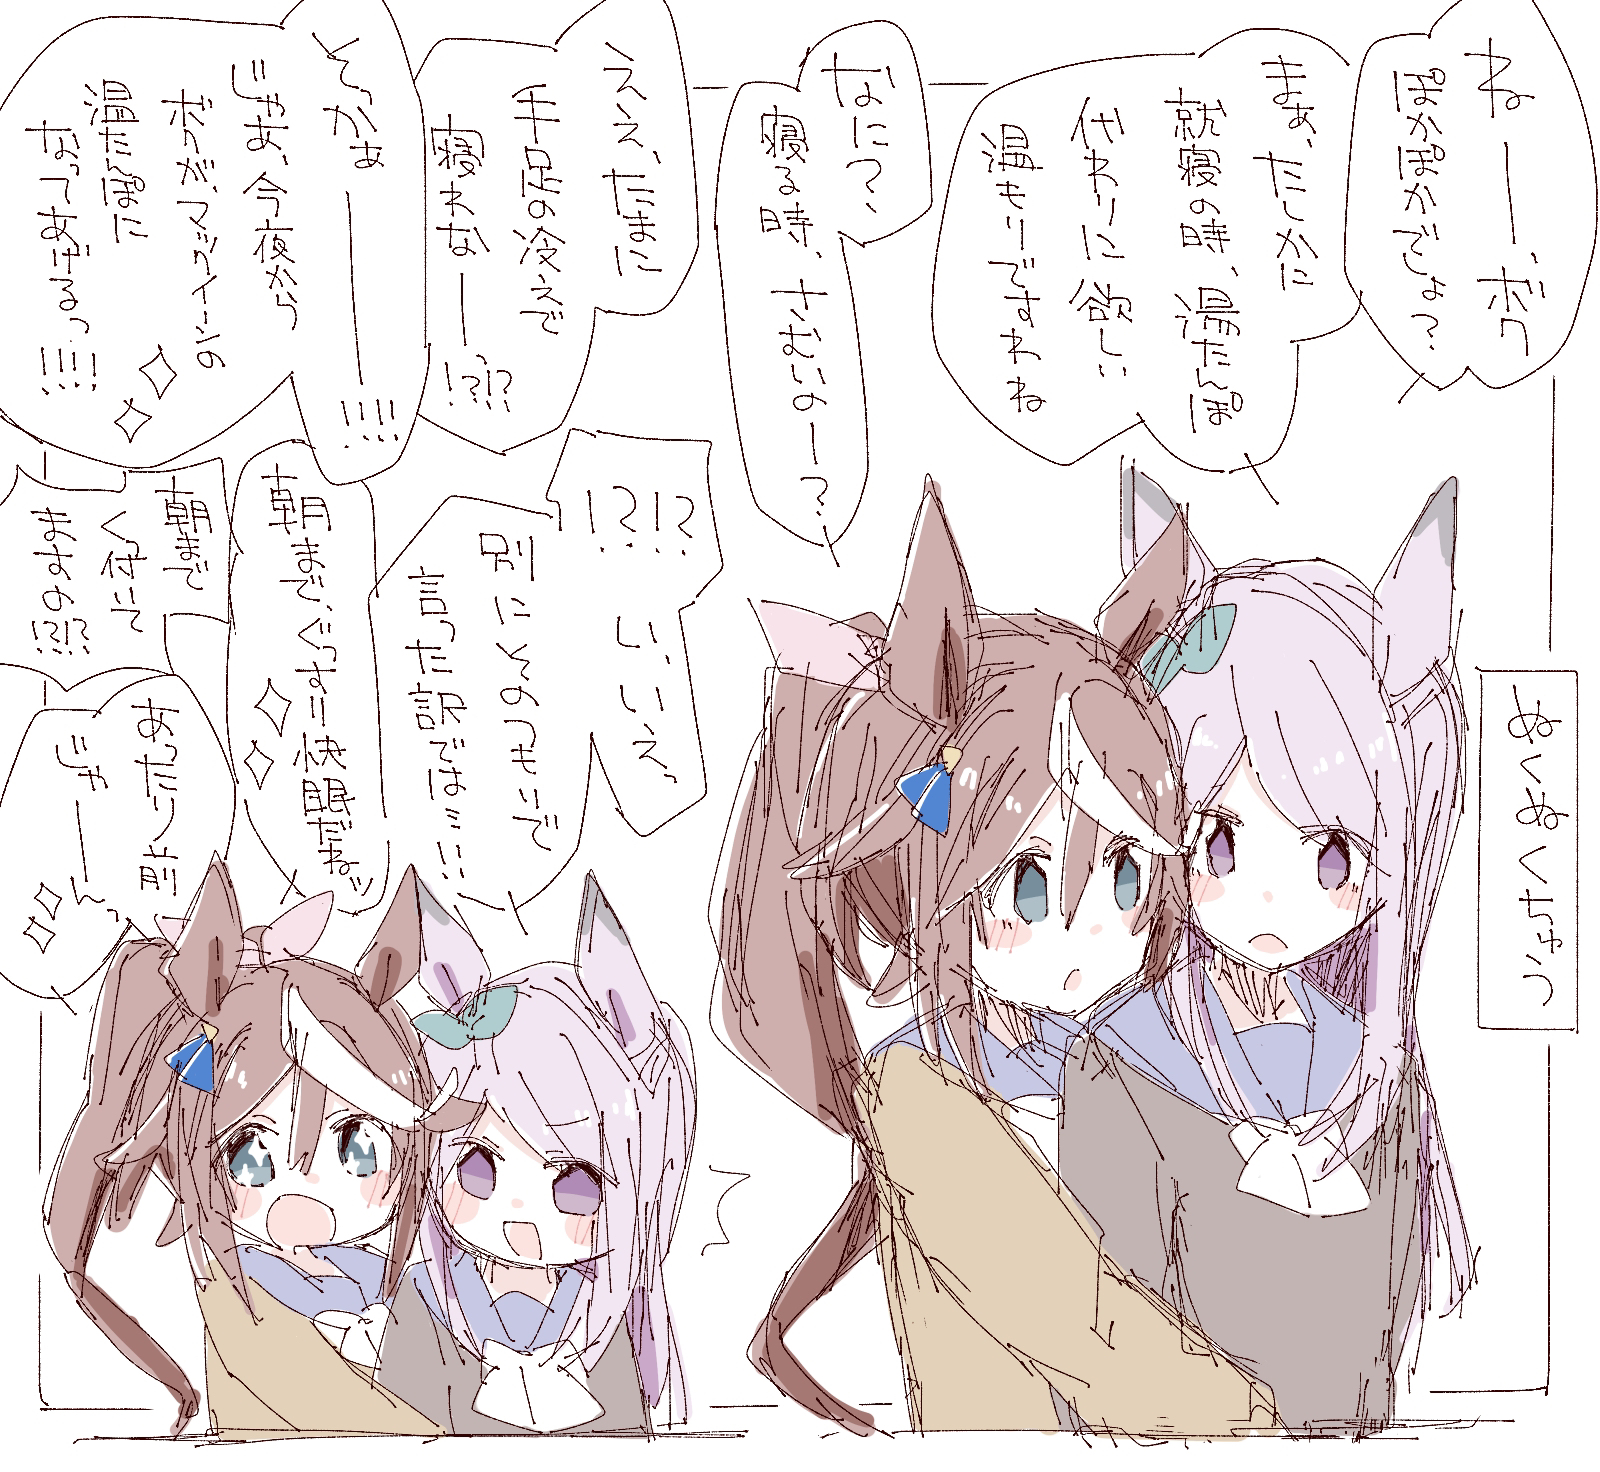 ねーー、ボク
ぽかぽかでしょ？
まぁ、たしかに
就寝の時、湯たんぽ
代わりに欲しい
温もりですわね
なに？、
寝る時、さむいのー？
ええ、たまに
手足の冷えで
寝れなーー、!?!?
そっかぁーーー!!!!
じゃあ、今夜から
ボクが、マックイーンの
湯たんぽに
なってあげるっ!!!!
!?!?
い、いえっ
別にそのつもりで
言った訳では…!!
朝まで、ぐっすり快眠だねッ
朝まで
くっ付いて
ますの!?!?
あったり前
じゃーーんっ
ぬくぬくちゅう